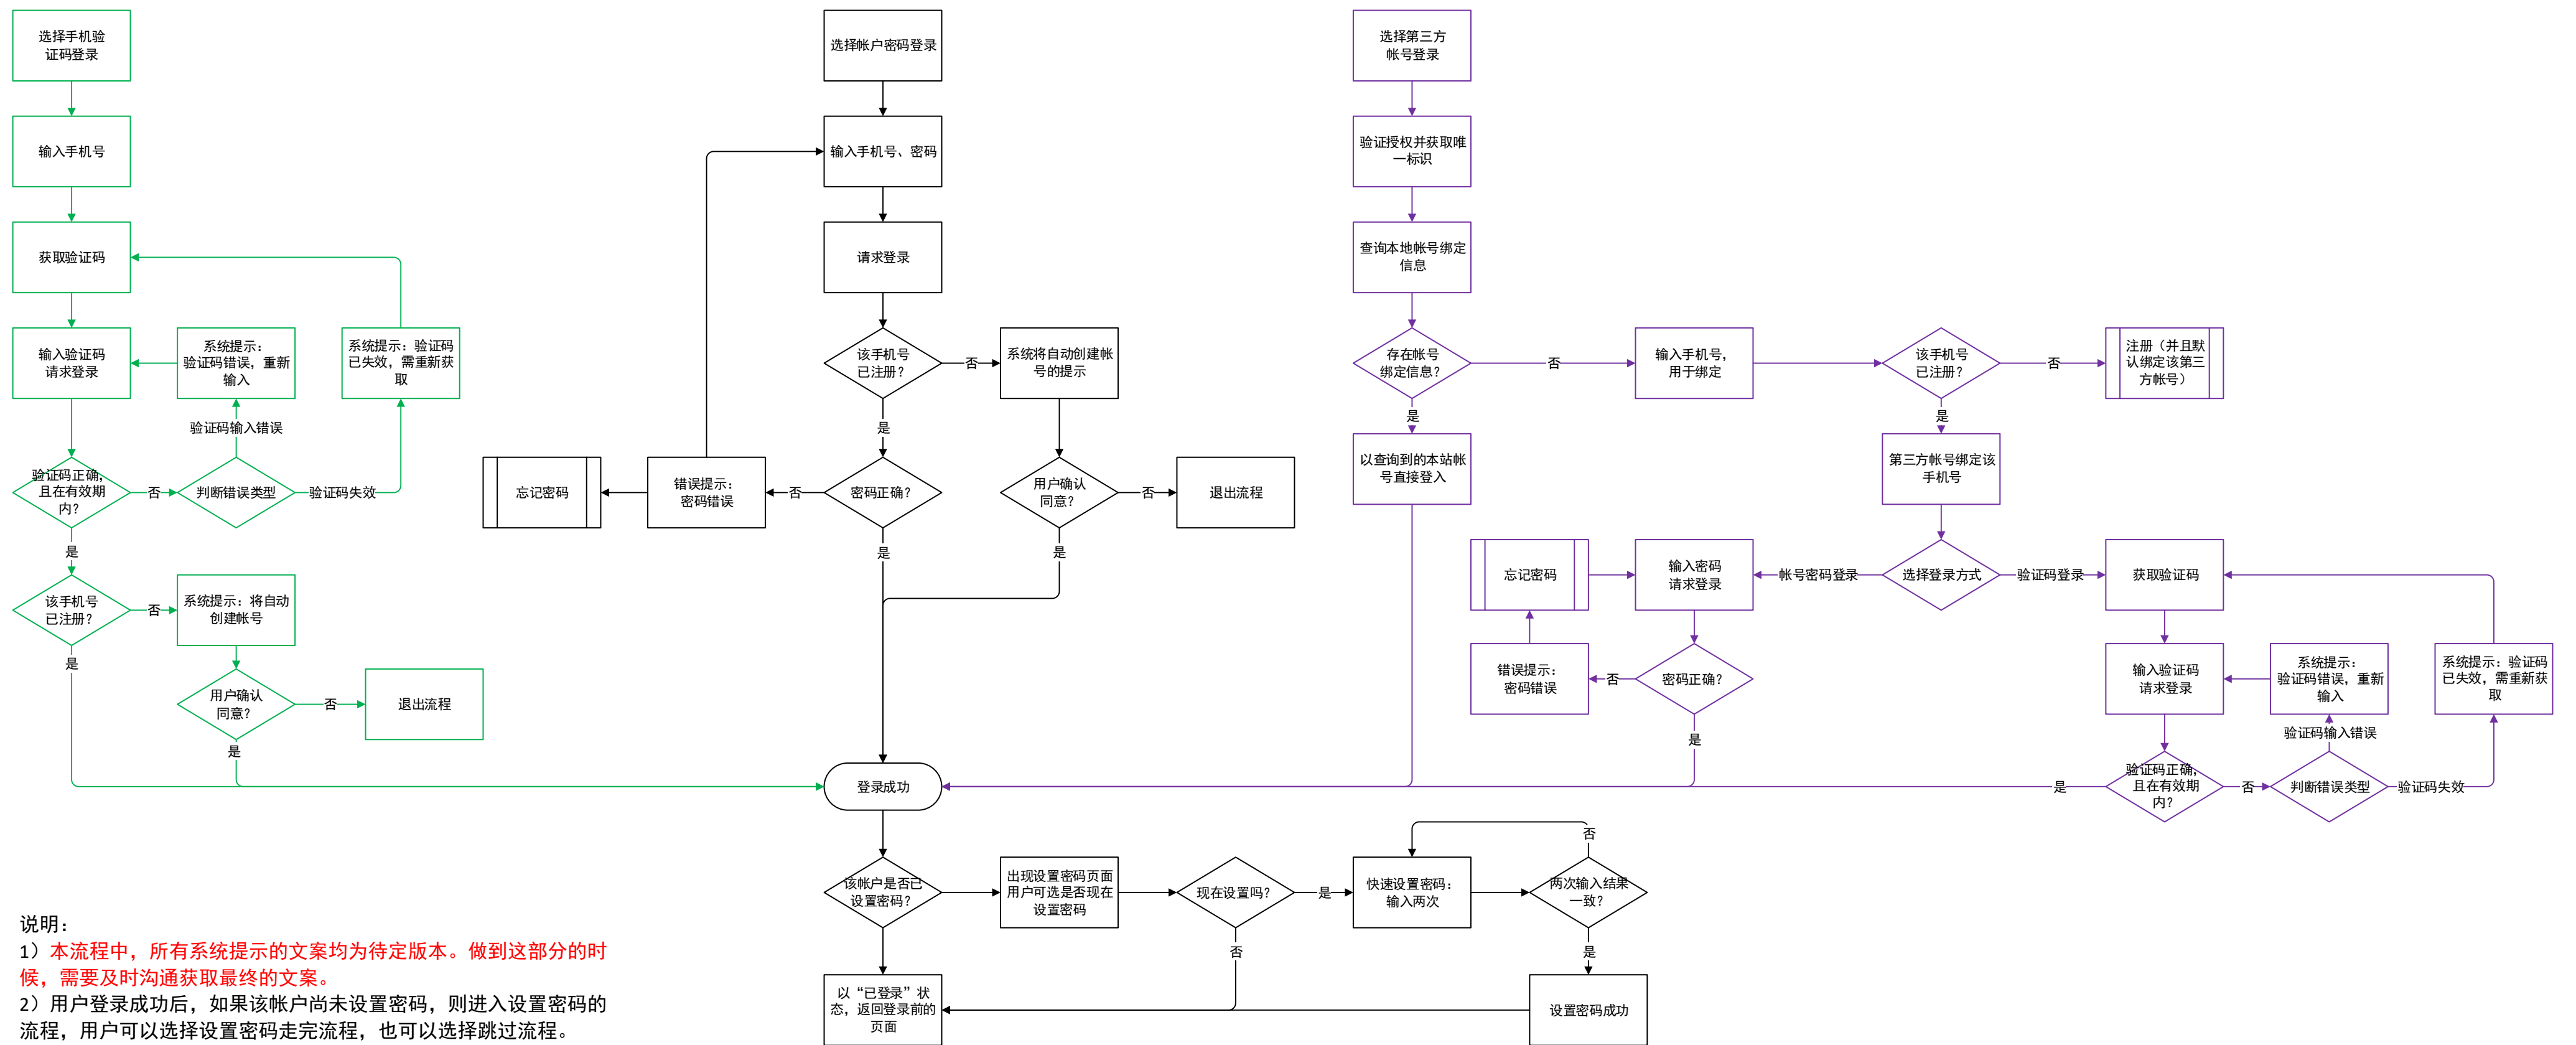 选择手机验
证码登录
输入手机号
获取验证码
输入验证码
请求登录
系统提示：
验证码错误，重新
输入
系统提示：验证码
已失效，需重新获
取
验证码输入错误
验证码正确，
且在有效期
内？
否
判断错误类型
验证码失效
是
该手机号
已注册？
否
系统提示：将自动
创建帐号
是
用户确认
同意？
否
退出流程
是
选择帐户密码登录
输入手机号、密码
请求登录
该手机号
已注册？
否
系统将自动创建帐
号的提示
是
忘记密码
错误提示：
密码错误
否
密码正确？
用户确认
同意？
否
退出流程
是
是
登录成功
选择第三方
帐号登录
验证授权并获取唯
一标识
查询本地帐号绑定
信息
存在帐号
绑定信息？
否
输入手机号，
用于绑定
该手机号
已注册？
否
注册（并且默
认绑定该第三
方帐号）
是
是
以查询到的本站帐
号直接登入
第三方帐号绑定该
手机号
忘记密码
输入密码
请求登录
帐号密码登录
选择登录方式
验证码登录
获取验证码
错误提示：
密码错误
否
密码正确？
输入验证码
请求登录
系统提示：
验证码错误，重新
输入
系统提示：验证码
已失效，需重新获
取
是
验证码输入错误
是
验证码正确，
且在有效期
内？
否
判断错误类型
验证码失效
否
该帐户是否已
设置密码？
出现设置密码页面
用户可选是否现在
设置密码
现在设置吗？
是
快速设置密码：
输入两次
两次输入结果
一致？
否
是
以“已登录”状
态，返回登录前的
页面
设置密码成功
说明：
1）本流程中，所有系统提示的文案均为待定版本。做到这部分的时
候，需要及时沟通获取最终的文案。
2）用户登录成功后，如果该帐户尚未设置密码，则进入设置密码的
流程，用户可以选择设置密码走完流程，也可以选择跳过流程。